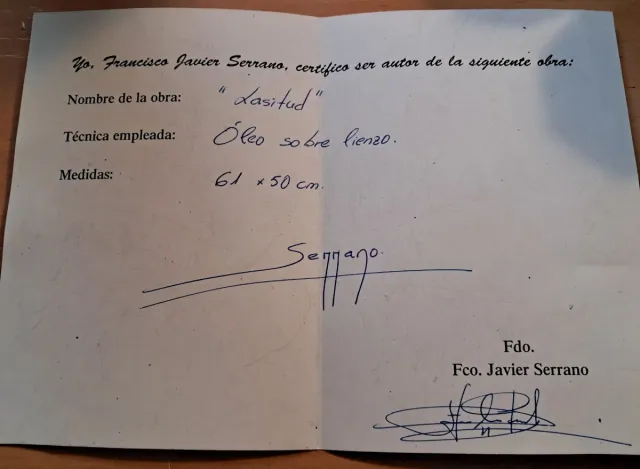 Yo, Francisco Javier Serrano, certifico ser autor de la siguiente obra:
Nombre de la obra: "Lasitud"
Técnica empleada: Óleo sobre lienzo.
Medidas: 61 x 50 cm.
Serrano.
Fdo.
Fco. Javier Serrano